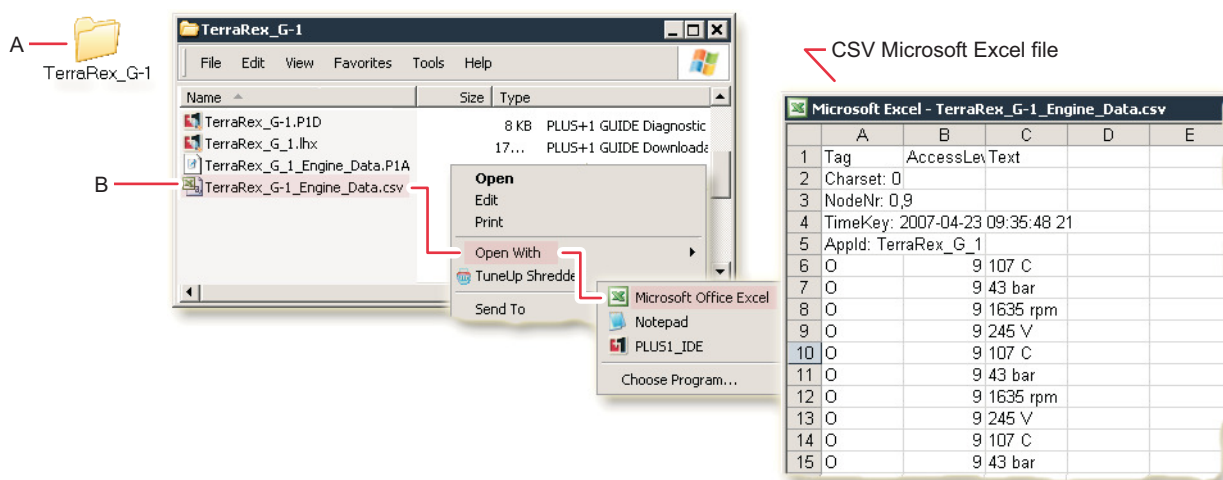 A
TerraRex_G-1
TerraRex_G-1
File Edit View Favorites Tools Help
Name Size Type
TerraRex_G-1.P1D 8 KB PLUS+1 GUIDE Diagnostic
TerraRex_G_1.lhx 17... PLUS+1 GUIDE Downloada
TerraRex_G_1_Engine_Data.P1A
B
TerraRex_G-1_Engine_Data.csv
Open
Edit
Print
Open With
TuneUp Shredde
Send To
Microsoft Office Excel
Notepad
PLUS1_IDE
Choose Program...
CSV Microsoft Excel file
Microsoft Excel - TerraRex_G-1_Engine_Data.csv
A B C D E
1 Tag AccessLev Text
2 Charset: 0
3 NodeNr: 0,9
4 TimeKey: 2007-04-23 09:35:48 21
5 AppId: TerraRex_G_1
6 O 9 107 C
7 O 9 43 bar
8 O 9 1635 rpm
9 O 9 245 V
10 O 9 107 C
11 O 9 43 bar
12 O 9 1635 rpm
13 O 9 245 V
14 O 9 107 C
15 O 9 43 bar